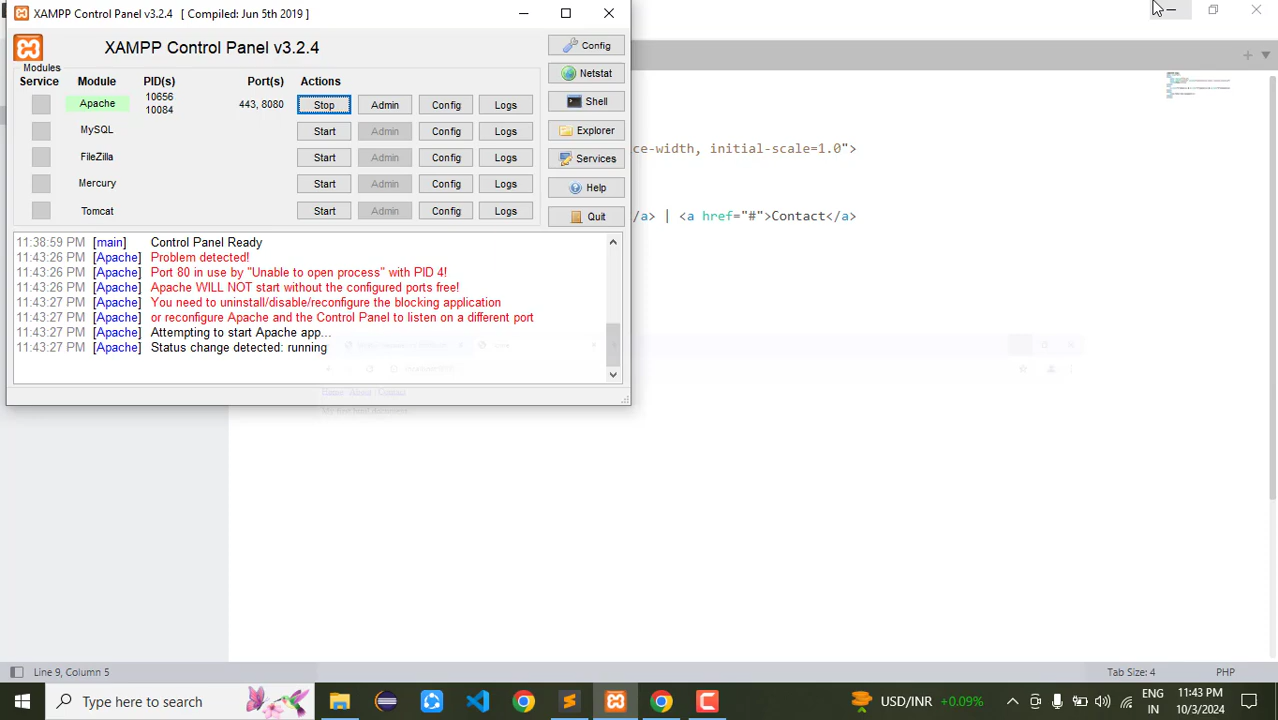 XAMPP Control Panel v3.2.4 [ Compiled: Jun 5th 2019 ]
XAMPP Control Panel v3.2.4
Config
Modules
Service Module PID(s) Port(s) Actions
Netstat
Apache 10656 10084 443, 8080 Stop Admin Config Logs
Shell
MySQL Start Admin Config Logs
Explorer
FileZilla Start Admin Config Logs
Services
Mercury Start Admin Config Logs
Help
Tomcat Start Admin Config Logs
Quit
ce-width, initial-scale=1.0">
/a> | <a href="#">Contact</a>
11:38:59 PM [main] Control Panel Ready
11:43:26 PM [Apache] Problem detected!
11:43:26 PM [Apache] Port 80 in use by "Unable to open process" with PID 4!
11:43:26 PM [Apache] Apache WILL NOT start without the configured ports free!
11:43:27 PM [Apache] You need to uninstall/disable/reconfigure the blocking application
11:43:27 PM [Apache] or reconfigure Apache and the Control Panel to listen on a different port
11:43:27 PM [Apache] Attempting to start Apache app...
11:43:27 PM [Apache] Status change detected: running
Home About Contact
My first html document
Line 9, Column 5
Tab Size: 4
PHP
Type here to search
USD/INR +0.09%
ENG
IN
11:43 PM
10/3/2024